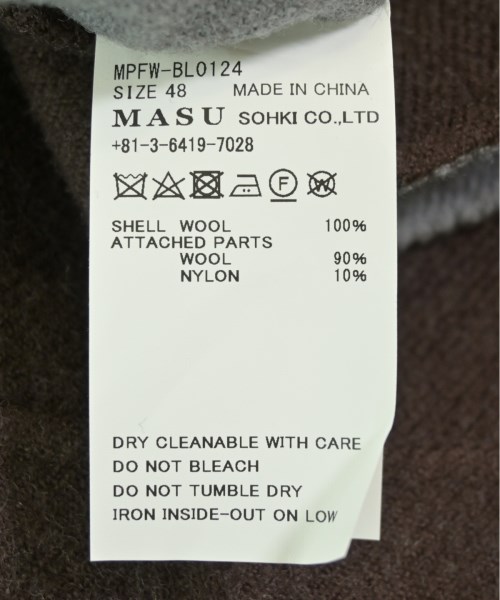 MPFW-BL0124
SIZE 48 MADE IN CHINA
MASU SOHKI CO.,LTD
+81-3-6419-7028
F W
SHELL WOOL 100%
ATTACHED PARTS
WOOL 90%
NYLON 10%
DRY CLEANABLE WITH CARE
DO NOT BLEACH
DO NOT TUMBLE DRY
IRON INSIDE-OUT ON LOW